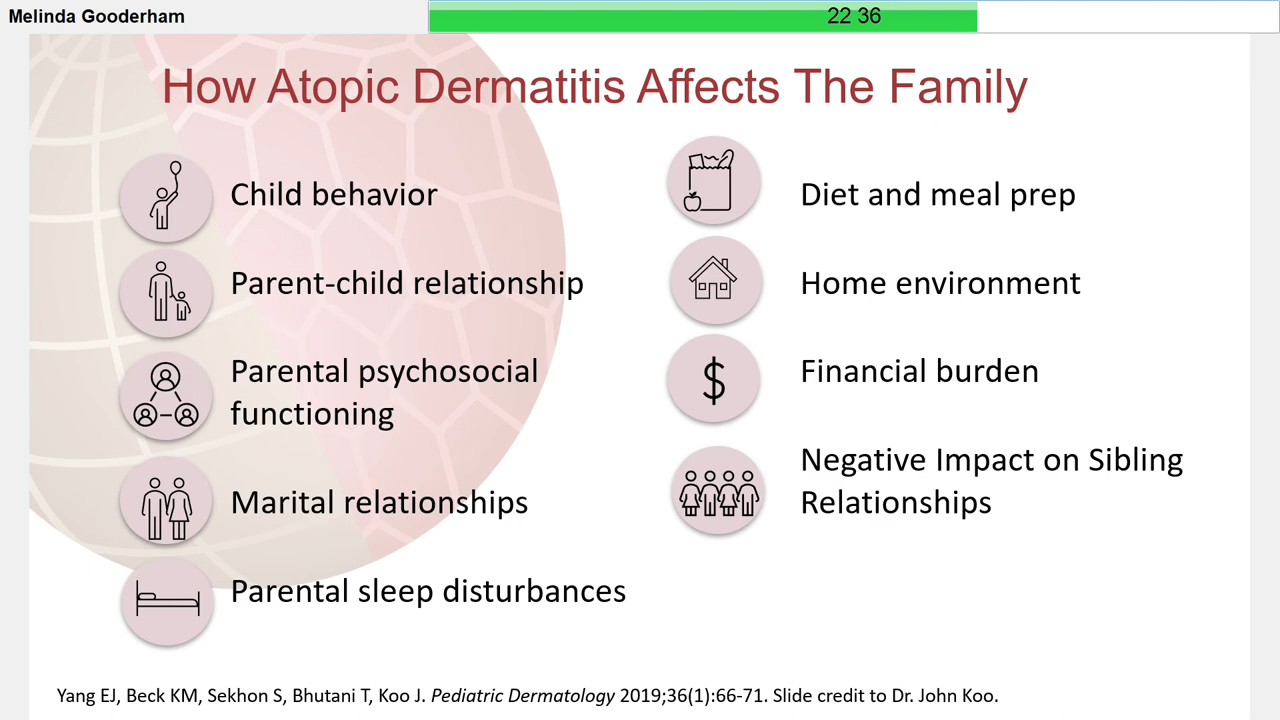 Melinda Gooderham
22 36
How Atopic Dermatitis Affects The Family
Child behavior
Parent-child relationship
Parental psychosocial
functioning
Marital relationships
Parental sleep disturbances
Diet and meal prep
Home environment
$
Financial burden
Negative Impact on Sibling
Relationships
Yang EJ, Beck KM, Sekhon S, Bhutani T, Koo J. Pediatric Dermatology 2019;36(1):66-71. Slide credit to Dr. John Koo.